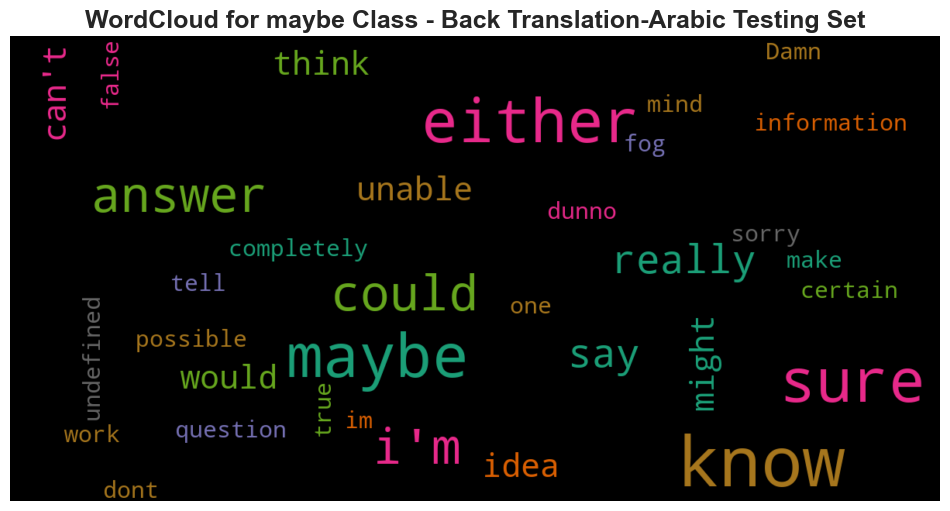 WordCloud for maybe Class - Back Translation-Arabic Testing Set
can't
false
think
Damn
either
mind
information
fog
answer
unable
dunno
completely
really
sorry
make
tell
could
one
certain
undefined
possible
maybe
say
might
would
true
sure
work
question
im
i'm
idea
know
dont